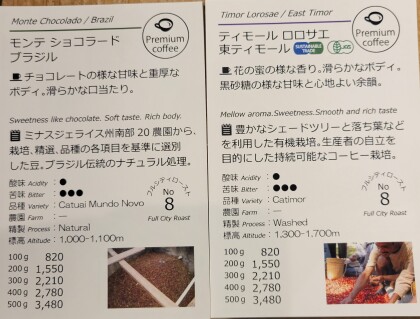 Monte Chocolado / Brazil
モンテ ショコラード
ブラジル
Premium
coffee
チョコレートの様な甘味と重厚な
ボディ。滑らかな口当たり。
Sweetness like chocolate. Soft taste. Rich body.
ミナスジェライス州南部 20 農園から、
栽培、精選、品種の各項目を基準に選別
した豆。ブラジル伝統のナチュラル処理。
酸味 Acidity : ●
苦味 Bitter : ●●●
品種 Variety : Catuai Mundo Novo
農園 Farm : ―
精製 Process : Natural
標高 Altitude : 1,000-1,100m
フルシティロースト
No
8
Full City Roast
100 g 820
200 g 1,550
300 g 2,210
400 g 2,780
500 g 3,480
Timor Lorosae / East Timor
ティモール ロロサエ
東ティモール
SUSTAINABLE
TRADE
JAS
Premium
coffee
花の蜜の様な香り。滑らかなボディ。
黒砂糖の様な甘味と心地よい余韻。
Mellow aroma.Sweetness.Smooth and rich taste
豊かなシェードツリーと落ち葉など
を利用した有機栽培。生産者の自立を
目的にした持続可能なコーヒー栽培。
酸味 Acidity : ●
苦味 Bitter : ●●●
品種 Variety : Catimor
農園 Farm : ―
精製 Process : Washed
標高 Altitude : 1,300-1,700m
フルシティロースト
No
8
Full City Roast
100 g 820
200 g 1,550
300 g 2,210
400 g 2,780
500 g 3,480